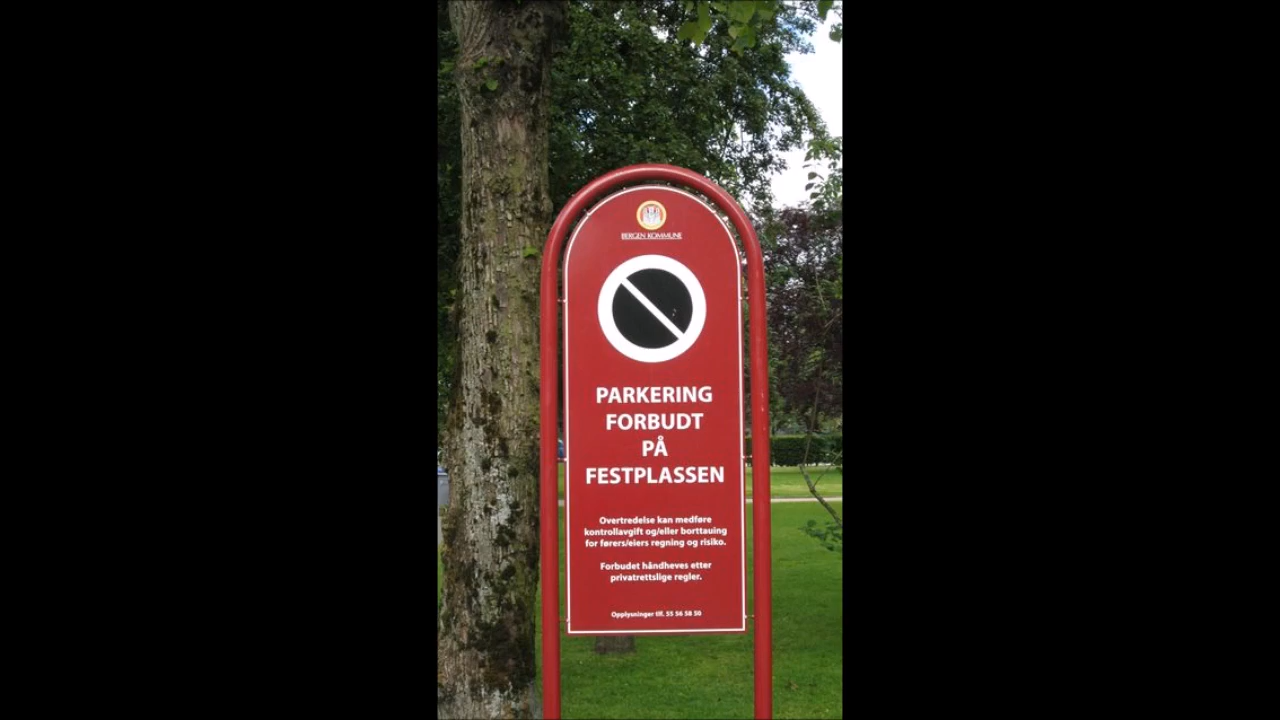 BERGEN KOMMUNE
PARKERING
FORBUDT
PÅ
FESTPLASSEN
Overtredelse kan medføre
kontrollavgift og/eller borttauing
for førers/eiers regning og risiko.
Forbudet håndheves etter
privatrettslige regler.
Opplysninger tlf. 55 56 58 50